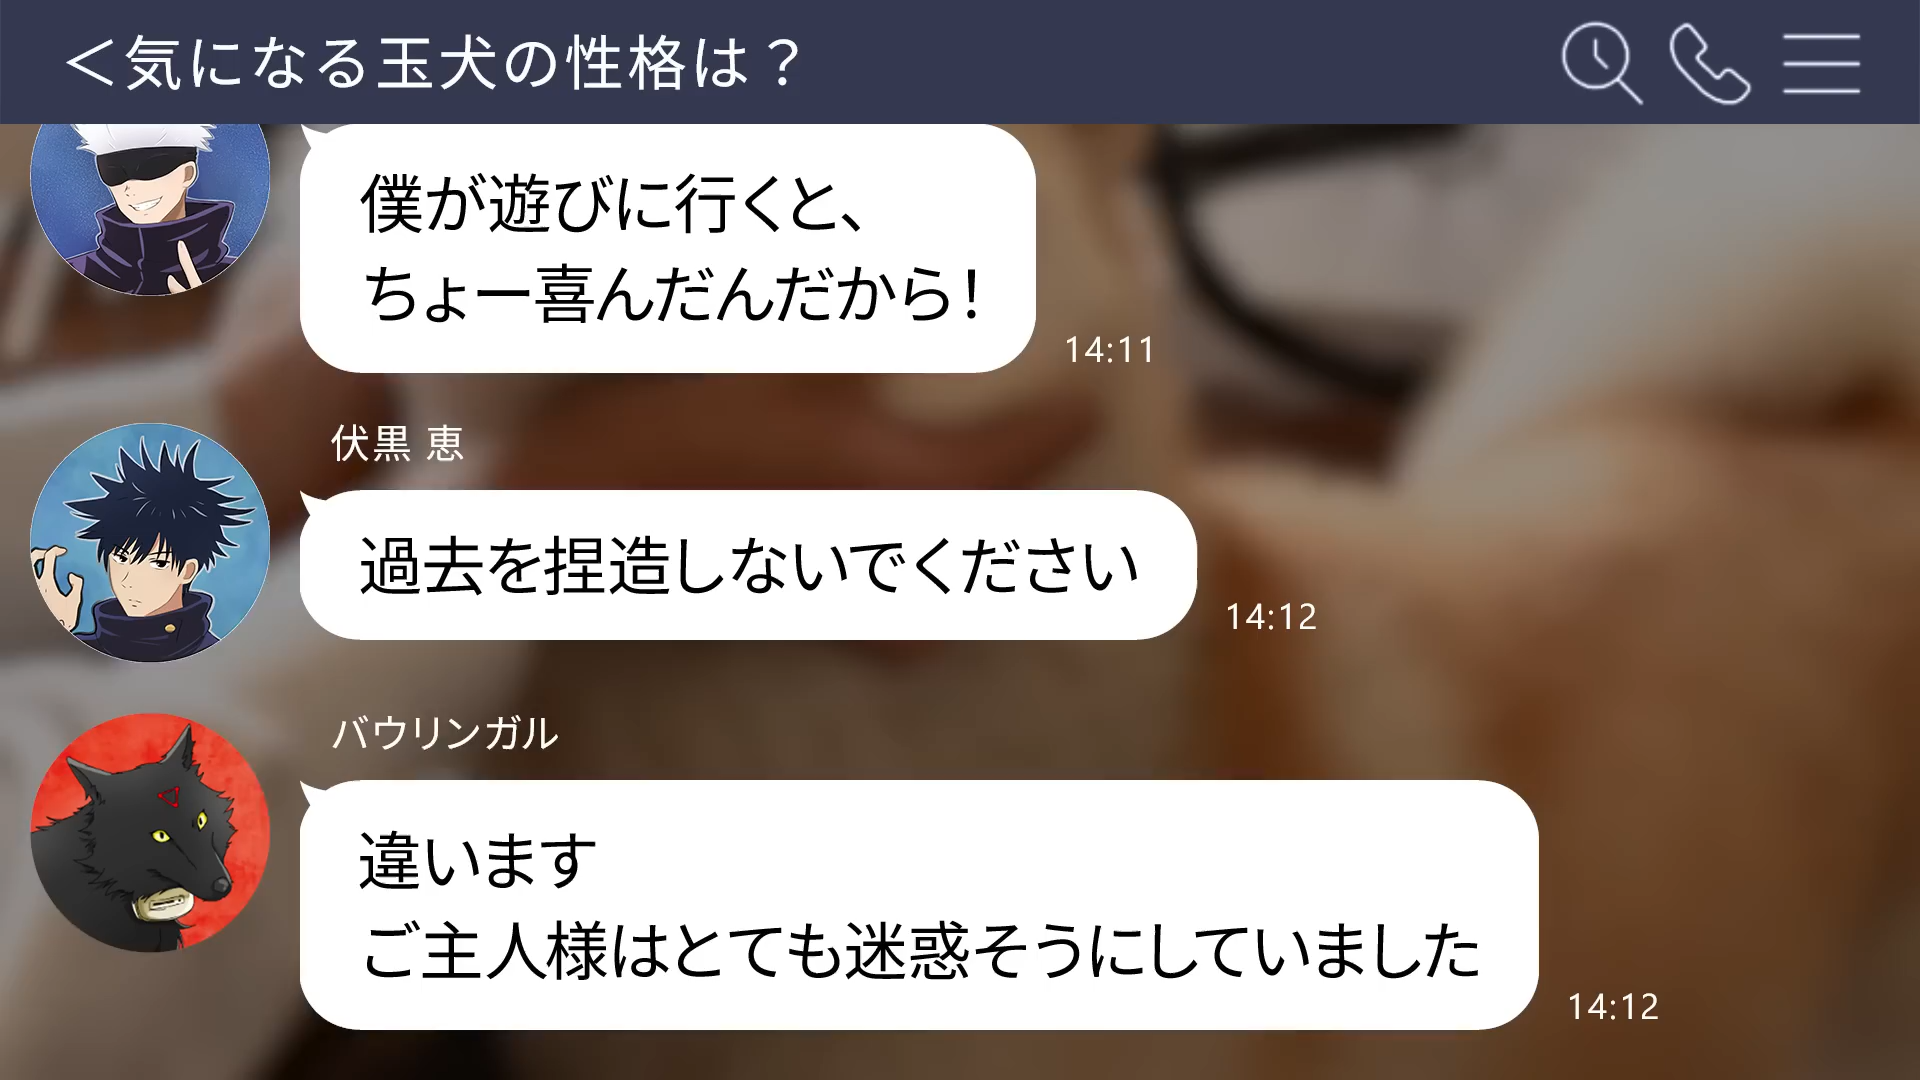 ＜気になる玉犬の性格は？
僕が遊びに行くと、
ちょー喜んだんだから！
14:11
伏黒 恵
過去を捏造しないでください
14:12
バウリンガル
違います
ご主人様はとても迷惑そうにしていました
14:12